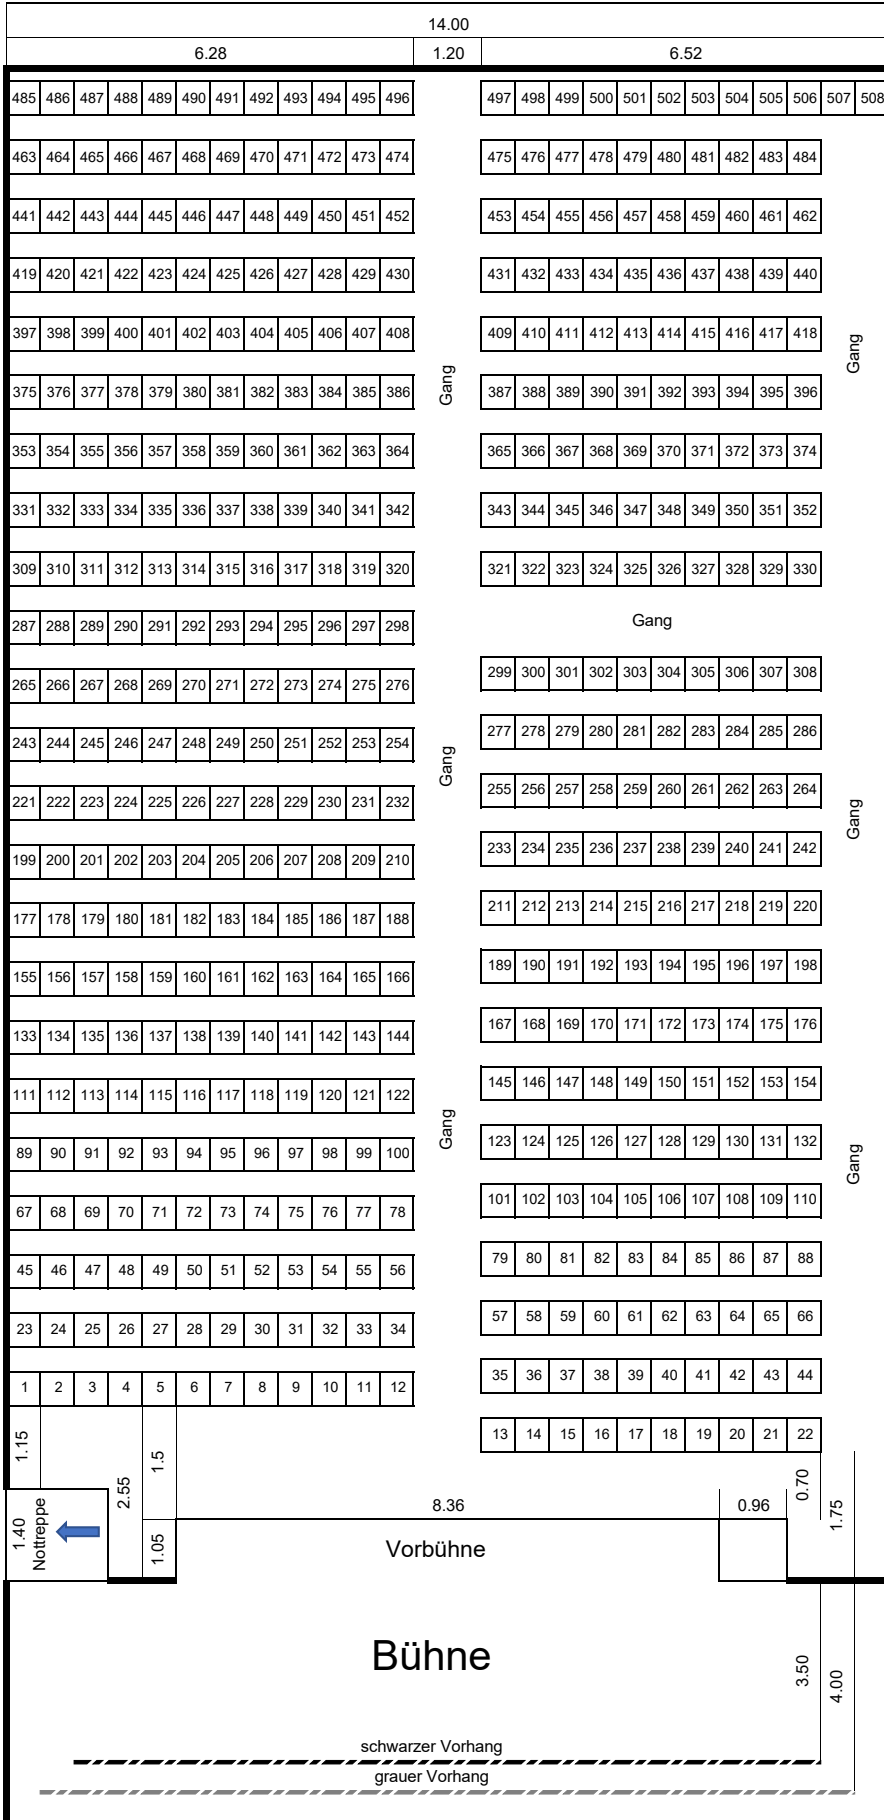 14.00
6.28 1.20 6.52
485 486 487 488 489 490 491 492 493 494 495 496 497 498 499 500 501 502 503 504 505 506 507 508
463 464 465 466 467 468 469 470 471 472 473 474 475 476 477 478 479 480 481 482 483 484
441 442 443 444 445 446 447 448 449 450 451 452 453 454 455 456 457 458 459 460 461 462
419 420 421 422 423 424 425 426 427 428 429 430 431 432 433 434 435 436 437 438 439 440
397 398 399 400 401 402 403 404 405 406 407 408 409 410 411 412 413 414 415 416 417 418
Gang
Gang
375 376 377 378 379 380 381 382 383 384 385 386 387 388 389 390 391 392 393 394 395 396
353 354 355 356 357 358 359 360 361 362 363 364 365 366 367 368 369 370 371 372 373 374
331 332 333 334 335 336 337 338 339 340 341 342 343 344 345 346 347 348 349 350 351 352
309 310 311 312 313 314 315 316 317 318 319 320 321 322 323 324 325 326 327 328 329 330
Gang
287 288 289 290 291 292 293 294 295 296 297 298
299 300 301 302 303 304 305 306 307 308
265 266 267 268 269 270 271 272 273 274 275 276
277 278 279 280 281 282 283 284 285 286
243 244 245 246 247 248 249 250 251 252 253 254
Gang
255 256 257 258 259 260 261 262 263 264
221 222 223 224 225 226 227 228 229 230 231 232
Gang
233 234 235 236 237 238 239 240 241 242
199 200 201 202 203 204 205 206 207 208 209 210
211 212 213 214 215 216 217 218 219 220
177 178 179 180 181 182 183 184 185 186 187 188
189 190 191 192 193 194 195 196 197 198
155 156 157 158 159 160 161 162 163 164 165 166
167 168 169 170 171 172 173 174 175 176
133 134 135 136 137 138 139 140 141 142 143 144
145 146 147 148 149 150 151 152 153 154
111 112 113 114 115 116 117 118 119 120 121 122
Gang
123 124 125 126 127 128 129 130 131 132
89 90 91 92 93 94 95 96 97 98 99 100
Gang
101 102 103 104 105 106 107 108 109 110
67 68 69 70 71 72 73 74 75 76 77 78
79 80 81 82 83 84 85 86 87 88
45 46 47 48 49 50 51 52 53 54 55 56
57 58 59 60 61 62 63 64 65 66
23 24 25 26 27 28 29 30 31 32 33 34
35 36 37 38 39 40 41 42 43 44
1 2 3 4 5 6 7 8 9 10 11 12
13 14 15 16 17 18 19 20 21 22
1.15
1.5
2.55
0.70
1.75
8.36 0.96
1.40
Nottreppe
1.05
Vorbühne
Bühne
3.50
4.00
schwarzer Vorhang
grauer Vorhang